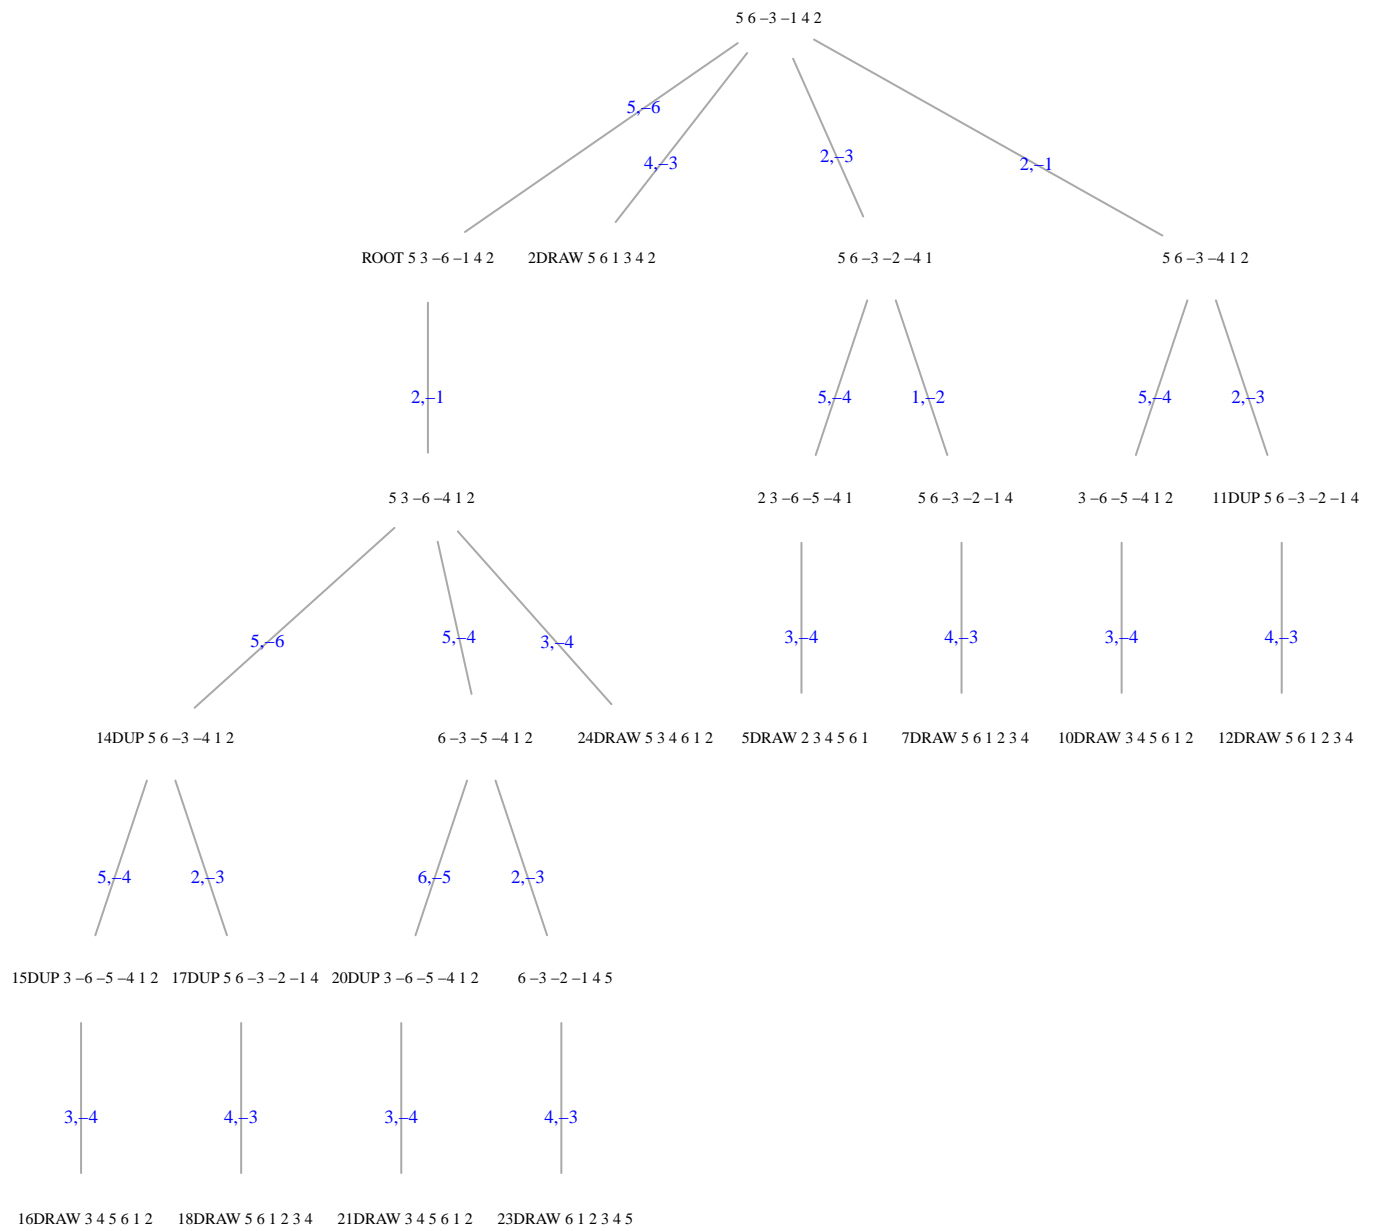 5 6 –3 –1 4 2
5,–6
4,–3
2,–3
2,–1
ROOT 5 3 –6 –1 4 2
2DRAW 5 6 1 3 4 2
5 6 –3 –2 –4 1
5 6 –3 –4 1 2
2,–1
5,–4
1,–2
5,–4
2,–3
5 3 –6 –4 1 2
2 3 –6 –5 –4 1
5 6 –3 –2 –1 4
3 –6 –5 –4 1 2
11DUP 5 6 –3 –2 –1 4
5,–6
5,–4
3,–4
3,–4
4,–3
3,–4
4,–3
14DUP 5 6 –3 –4 1 2
6 –3 –5 –4 1 2
24DRAW 5 3 4 6 1 2
5DRAW 2 3 4 5 6 1
7DRAW 5 6 1 2 3 4
10DRAW 3 4 5 6 1 2
12DRAW 5 6 1 2 3 4
5,–4
2,–3
6,–5
2,–3
15DUP 3 –6 –5 –4 1 2
17DUP 5 6 –3 –2 –1 4
20DUP 3 –6 –5 –4 1 2
6 –3 –2 –1 4 5
3,–4
4,–3
3,–4
4,–3
16DRAW 3 4 5 6 1 2
18DRAW 5 6 1 2 3 4
21DRAW 3 4 5 6 1 2
23DRAW 6 1 2 3 4 5